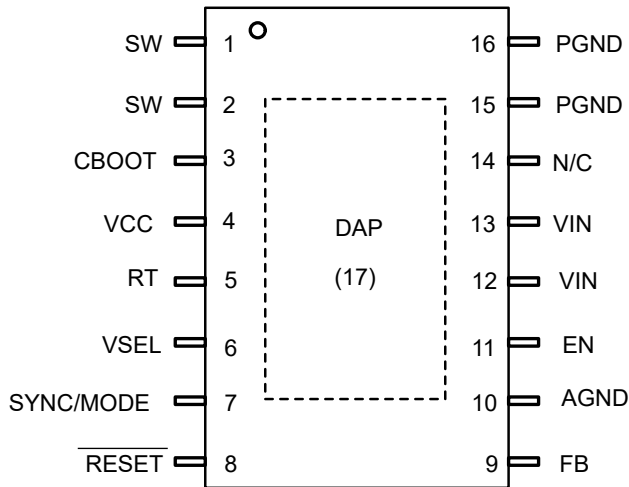 SW 1 16 PGND
SW 2 15 PGND
CBOOT 3 14 N/C
VCC 4 13 VIN
DAP
RT 5 (17) 12 VIN
VSEL 6 11 EN
SYNC/MODE 7 10 AGND
RESET 8 9 FB